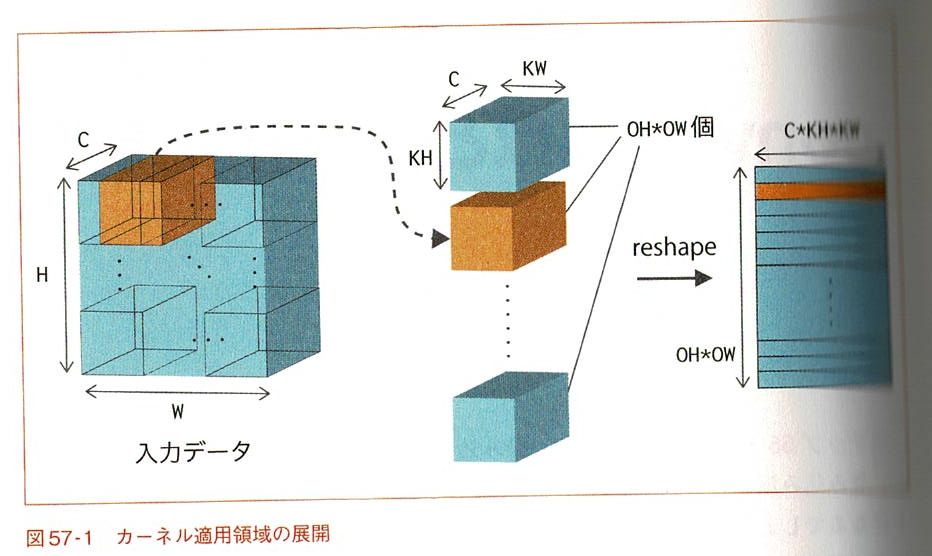 C
KW
C
KH
OH*OW個
C*KH*KW
H
reshape
OH*OW
W
入力データ
図57-1 カーネル適用領域の展開